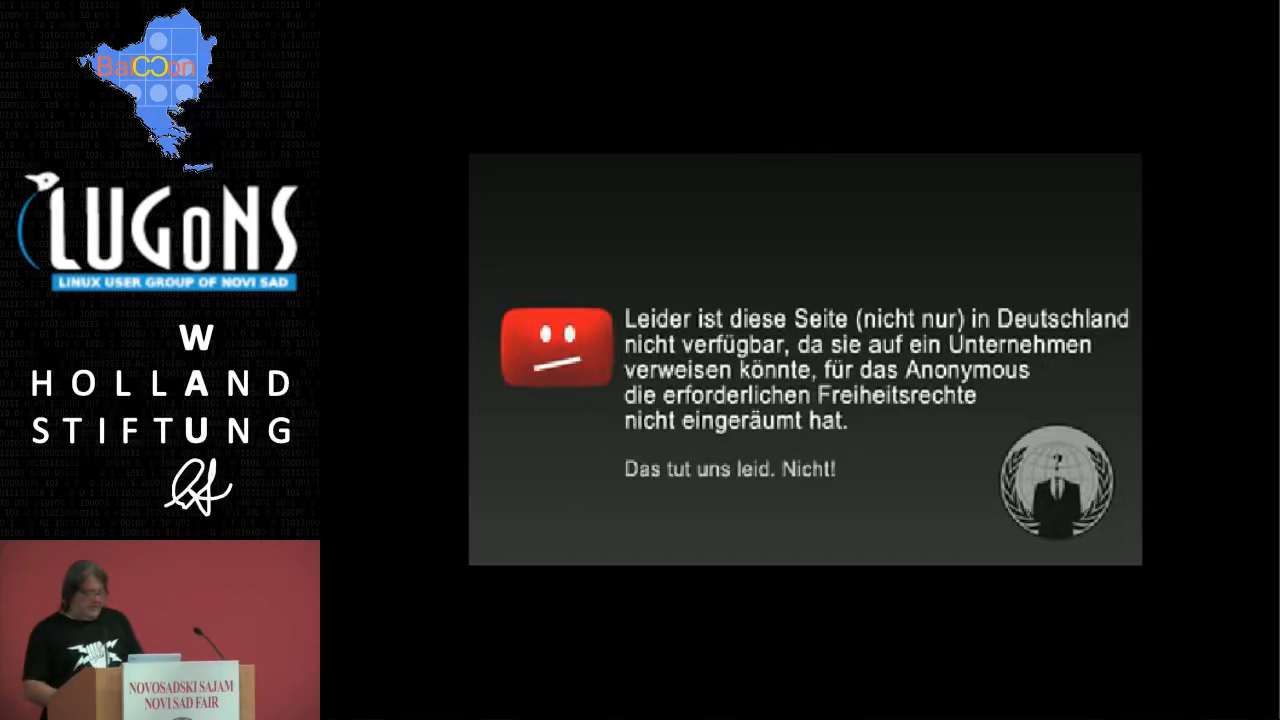 BalCCon
LUGoNS
LINUX USER GROUP OF NOVI SAD
W
HOLLAND
STIFTUNG
Leider ist diese Seite (nicht nur) in Deutschland
nicht verfügbar, da sie auf ein Unternehmen
verweisen könnte, für das Anonymous
die erforderlichen Freiheitsrechte
nicht eingeräumt hat.
Das tut uns leid. Nicht!
?
NOVOSADSKI SAJAM
NOVI SAD FAIR